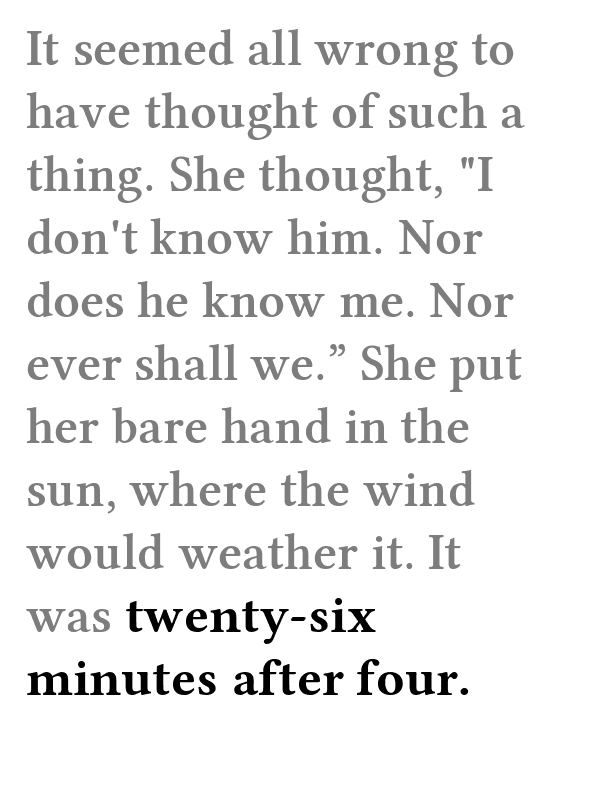 It seemed all wrong to
have thought of such a
thing. She thought, "I
don't know him. Nor
does he know me. Nor
ever shall we.” She put
her bare hand in the
sun, where the wind
would weather it. It
was twenty-six
minutes after four.